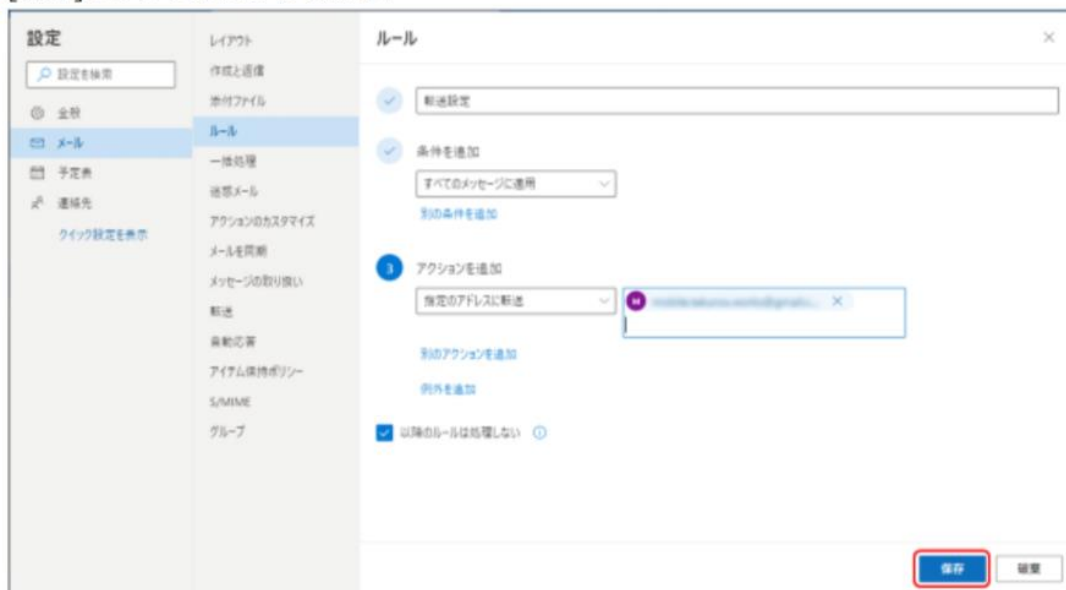 設定
設定を検索
全般
メール
予定表
連絡先
クイック設定を表示
レイアウト
作成と返信
添付ファイル
ルール
一括処理
迷惑メール
アクションのカスタマイズ
メールを同期
メッセージの取り扱い
転送
自動応答
アイテム保持ポリシー
S/MIME
グループ
ルール
転送設定
条件を追加
すべてのメッセージに適用
別の条件を追加
3 アクションを追加
指定のアドレスに転送
M
別のアクションを追加
例外を追加
以降のルールは処理しない
保存
破棄